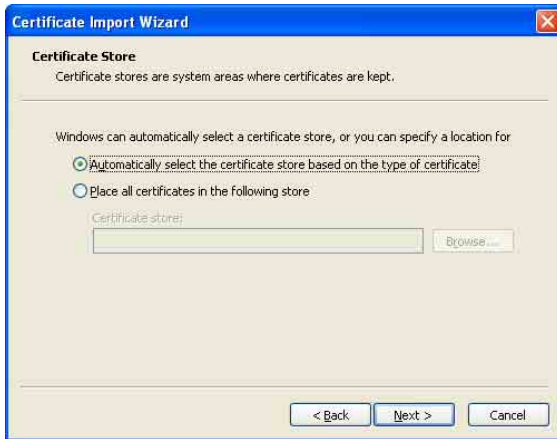 Certificate Import Wizard
Certificate Store
Certificate stores are system areas where certificates are kept.
Windows can automatically select a certificate store, or you can specify a location for
Automatically select the certificate store based on the type of certificate
Place all certificates in the following store
Certificate store:
Browse...
< Back Next > Cancel